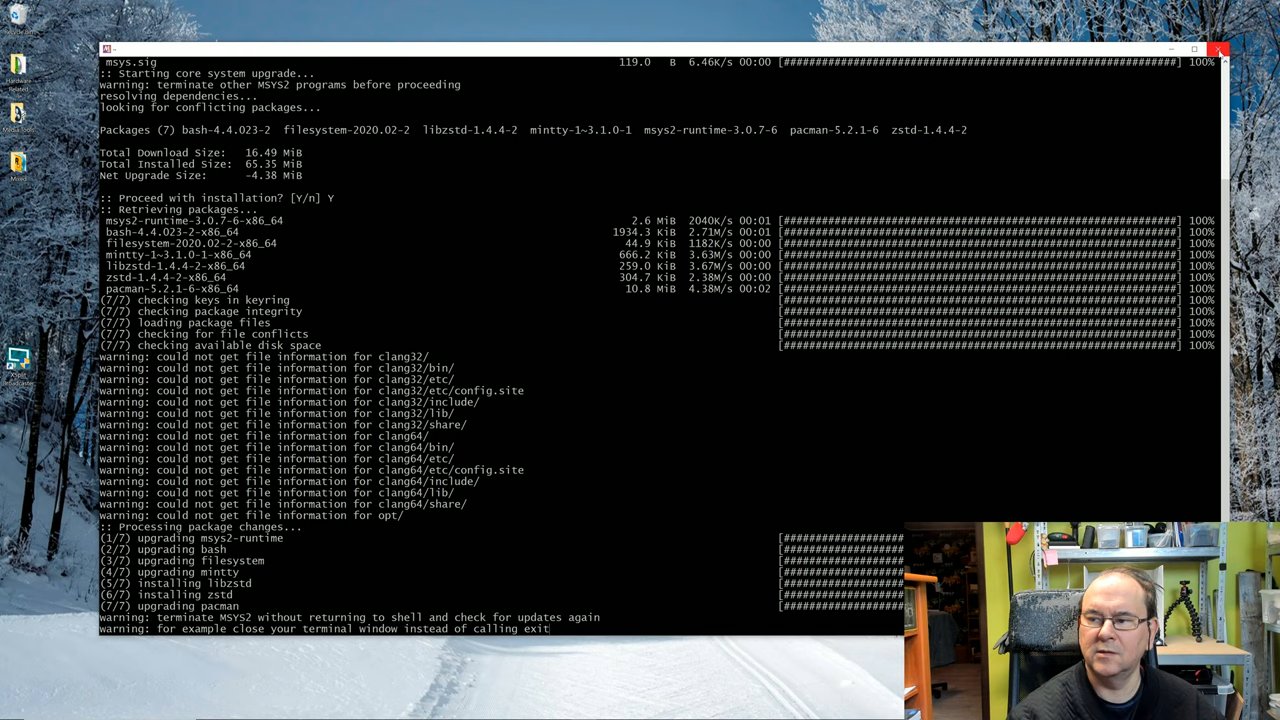 msys.sig 119.0 B 6.46K/s 00:00 [###############################################################] 100%
:: Starting core system upgrade...
warning: terminate other MSYS2 programs before proceeding
resolving dependencies...
looking for conflicting packages...
Packages (7) bash-4.4.023-2 filesystem-2020.02-2 libzstd-1.4.4-2 mintty-1~3.1.0-1 msys2-runtime-3.0.7-6 pacman-5.2.1-6 zstd-1.4.4-2
Total Download Size: 16.49 MiB
Total Installed Size: 65.35 MiB
Net Upgrade Size: -4.38 MiB
:: Proceed with installation? [Y/n] Y
:: Retrieving packages...
msys2-runtime-3.0.7-6-x86_64 2.6 MiB 2040K/s 00:01 [###############################################################] 100%
bash-4.4.023-2-x86_64 1934.3 KiB 2.71M/s 00:01 [###############################################################] 100%
filesystem-2020.02-2-x86_64 44.9 KiB 1182K/s 00:00 [###############################################################] 100%
mintty-1~3.1.0-1-x86_64 666.2 KiB 3.63M/s 00:00 [###############################################################] 100%
libzstd-1.4.4-2-x86_64 259.0 KiB 3.67M/s 00:00 [###############################################################] 100%
zstd-1.4.4-2-x86_64 304.7 KiB 2.38M/s 00:00 [###############################################################] 100%
pacman-5.2.1-6-x86_64 10.8 MiB 4.38M/s 00:02 [###############################################################] 100%
(7/7) checking keys in keyring [###############################################################] 100%
(7/7) checking package integrity [###############################################################] 100%
(7/7) loading package files [###############################################################] 100%
(7/7) checking for file conflicts [###############################################################] 100%
(7/7) checking available disk space [###############################################################] 100%
warning: could not get file information for clang32/
warning: could not get file information for clang32/bin/
warning: could not get file information for clang32/etc/
warning: could not get file information for clang32/etc/config.site
warning: could not get file information for clang32/include/
warning: could not get file information for clang32/lib/
warning: could not get file information for clang32/share/
warning: could not get file information for clang64/
warning: could not get file information for clang64/bin/
warning: could not get file information for clang64/etc/
warning: could not get file information for clang64/etc/config.site
warning: could not get file information for clang64/include/
warning: could not get file information for clang64/lib/
warning: could not get file information for clang64/share/
warning: could not get file information for opt/
:: Processing package changes...
(1/7) upgrading msys2-runtime [####################
(2/7) upgrading bash [####################
(3/7) upgrading filesystem [####################
(4/7) upgrading mintty [####################
(5/7) installing libzstd [####################
(6/7) installing zstd [####################
(7/7) upgrading pacman [####################
warning: terminate MSYS2 without returning to shell and check for updates again
warning: for example close your terminal window instead of calling exit
Hardware
Related
Mixed